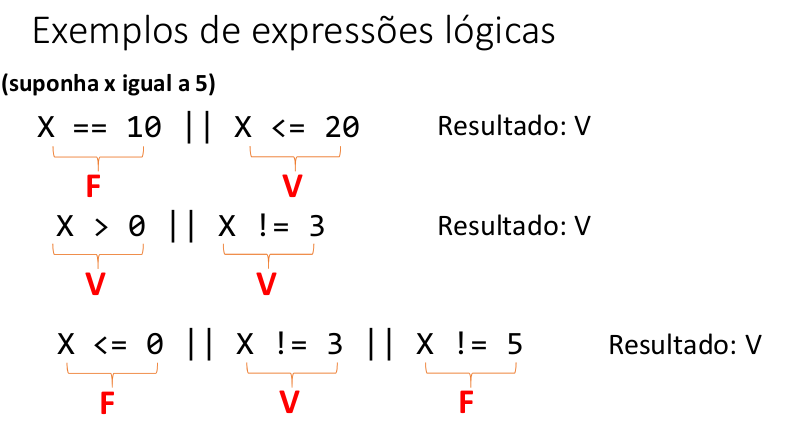 Exemplos de expressões lógicas
(suponha x igual a 5)
X == 10 || X <= 20 Resultado: V
F V
X > 0 || X != 3 Resultado: V
V V
X <= 0 || X != 3 || X != 5 Resultado: V
F V F